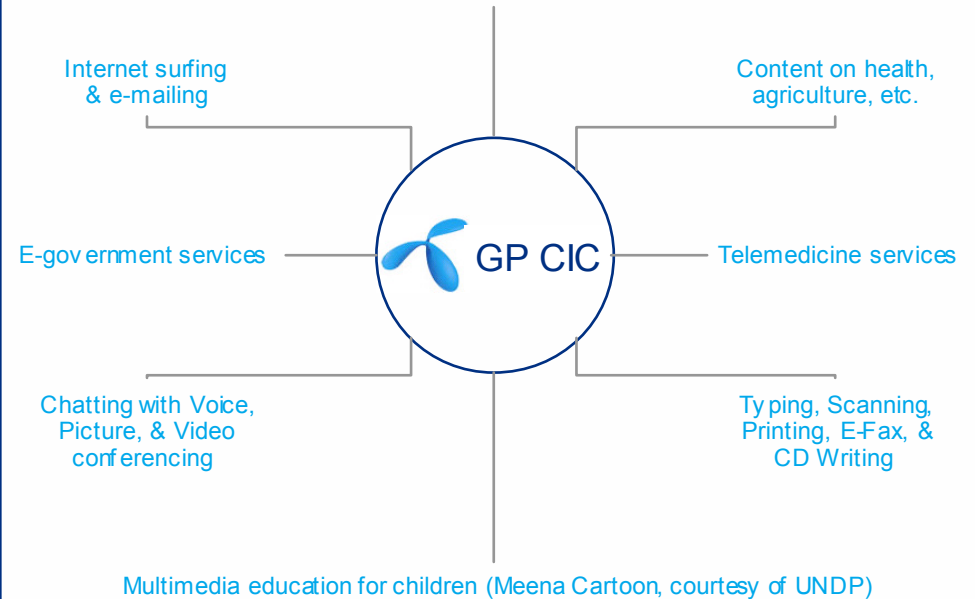 Internet surfing
& e-mailing
Content on health,
agriculture, etc.
E-government services
GP CIC
Telemedicine services
Chatting with Voice,
Picture, & Video
conferencing
Typing, Scanning,
Printing, E-Fax, &
CD Writing
Multimedia education for children (Meena Cartoon, courtesy of UNDP)